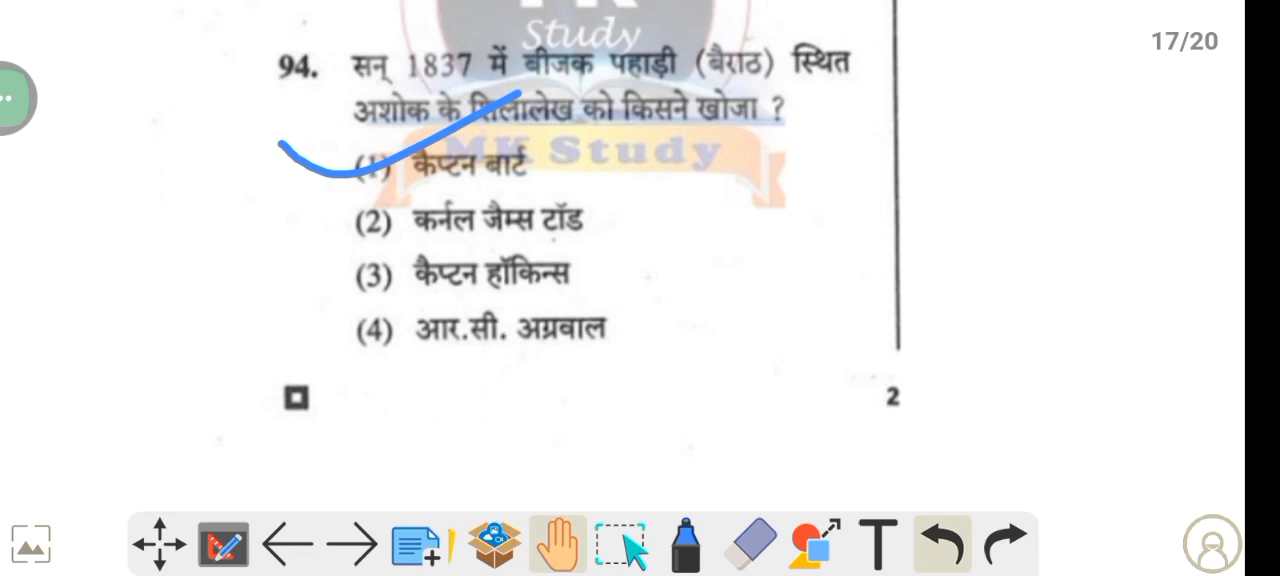 Study
17/20
94. सन् 1837 में बीजक पहाड़ी (बैराठ) स्थित
अशोक के शिलालेख को किसने खोजा ?
MK Study
(1) कैप्टन बार्ट
(2) कर्नल जैम्स टॉड
(3) कैप्टन हॉकिन्स
(4) आर.सी. अग्रवाल
2